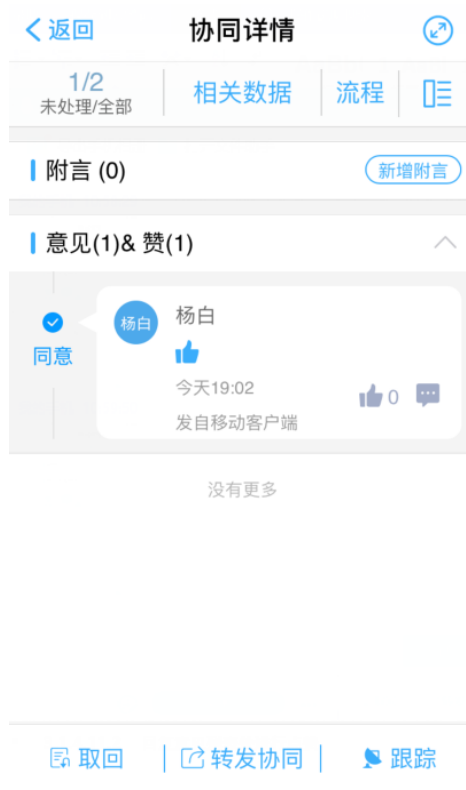 返回
协同详情
1/2
未处理/全部
相关数据
流程
附言 (0)
新增附言
意见(1)& 赞(1)
同意
杨白
杨白
今天19:02
发自移动客户端
0
没有更多
取回
转发协同
跟踪